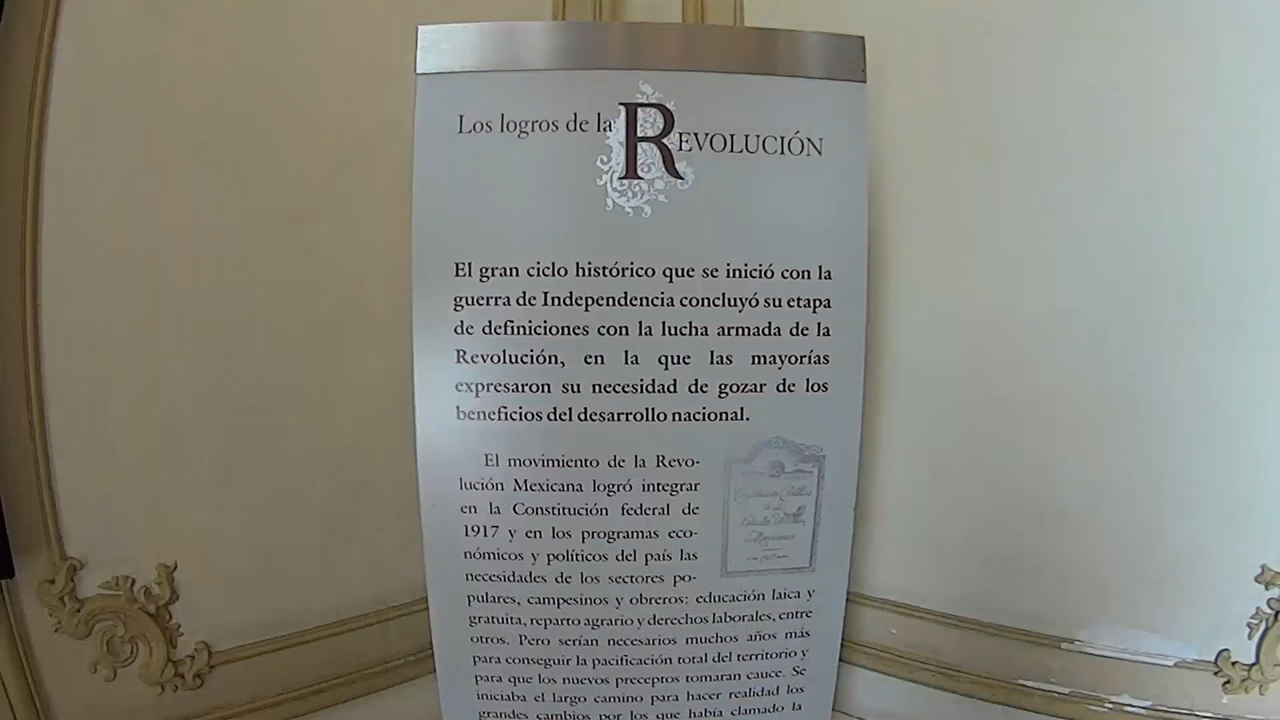 Los logros de la REVOLUCIÓN
El gran ciclo histórico que se inició con la
guerra de Independencia concluyó su etapa
de definiciones con la lucha armada de la
Revolución, en la que las mayorías
expresaron su necesidad de gozar de los
beneficios del desarrollo nacional.
El movimiento de la Revo-
lución Mexicana logró integrar
en la Constitución federal de
1917 y en los programas eco-
nómicos y políticos del país las
necesidades de los sectores po-
pulares, campesinos y obreros: educación laica y
gratuita, reparto agrario y derechos laborales, entre
otros. Pero serían necesarios muchos años más
para conseguir la pacificación total del territorio y
para que los nuevos preceptos tomaran cauce. Se
iniciaba el largo camino para hacer realidad los
grandes cambios por los que había clamado la